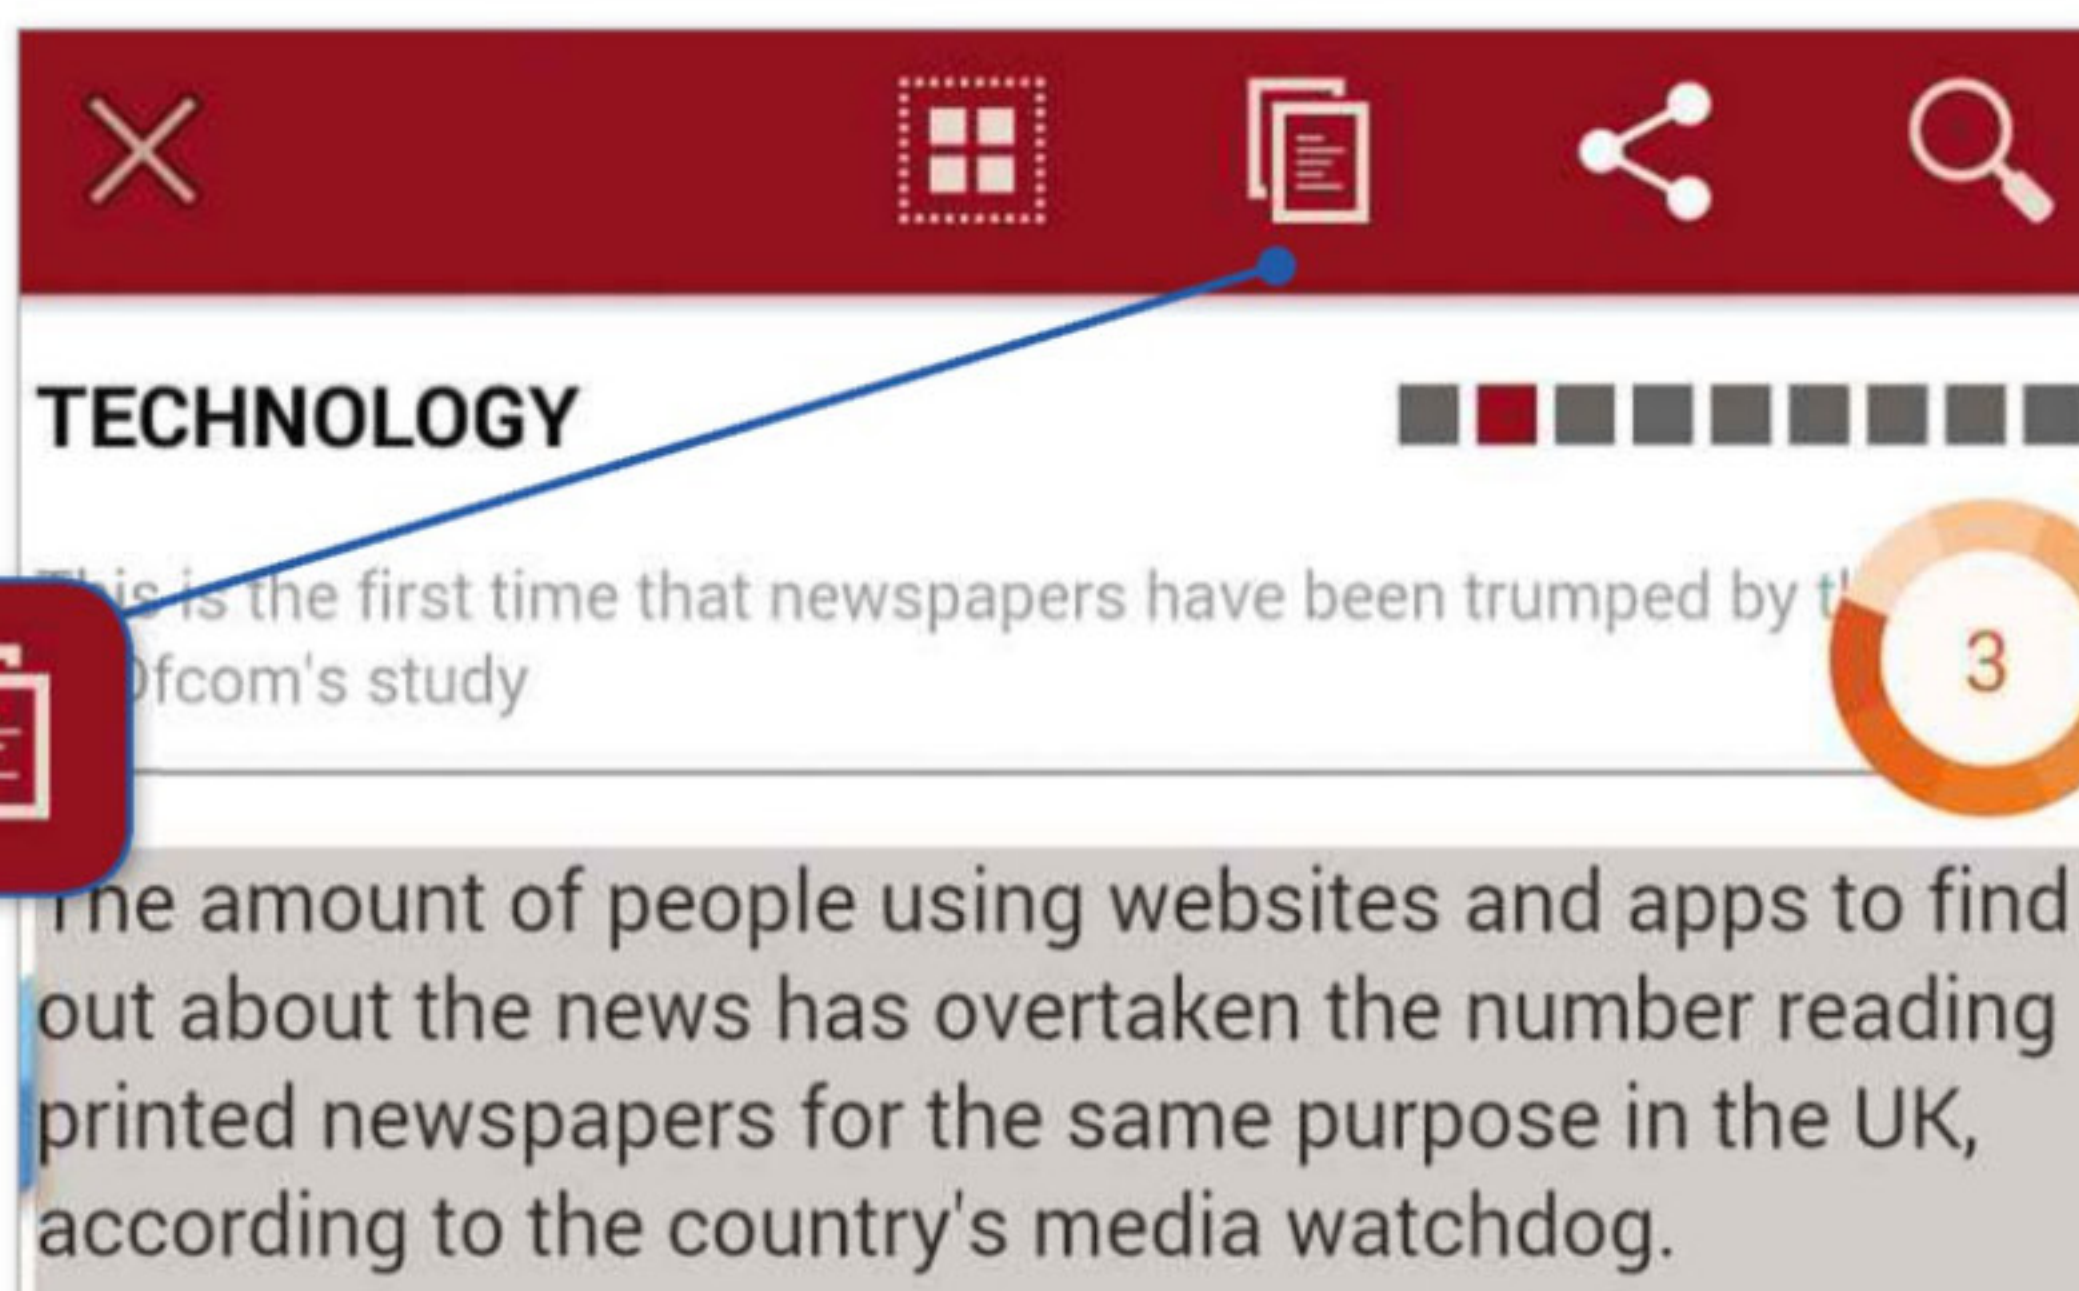 TECHNOLOGY
is the first time that newspapers have been trumped by
3
Ofcom's study
The amount of people using websites and apps to find
out about the news has overtaken the number reading
printed newspapers for the same purpose in the UK,
according to the country's media watchdog.